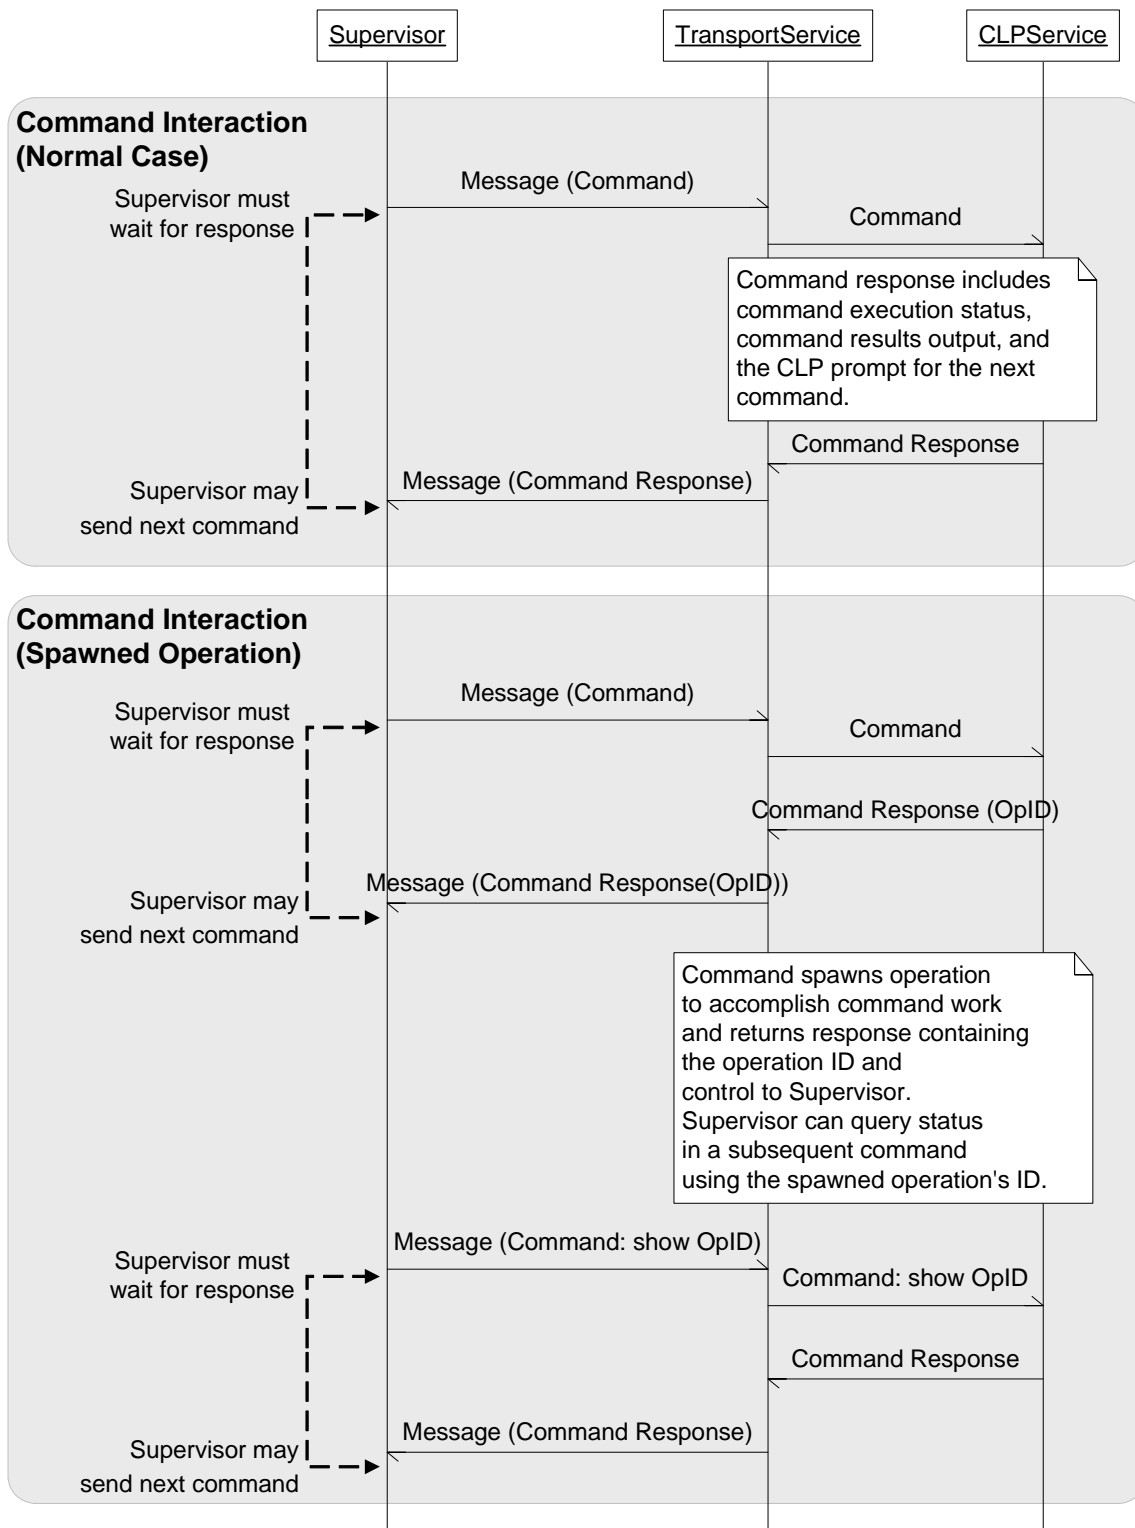 Supervisor
TransportService
CLPService
Command Interaction
(Normal Case)
Message (Command)
Supervisor must
wait for response
Command
Command response includes
command execution status,
command results output, and
the CLP prompt for the next
command.
Command Response
Message (Command Response)
Supervisor may
send next command
Command Interaction
(Spawned Operation)
Message (Command)
Supervisor must
wait for response
Command
Command Response (OpID)
Message (Command Response(OpID))
Supervisor may
send next command
Command spawns operation
to accomplish command work
and returns response containing
the operation ID and
control to Supervisor.
Supervisor can query status
in a subsequent command
using the spawned operation's ID.
Message (Command: show OpID)
Supervisor must
wait for response
Command: show OpID
Command Response
Message (Command Response)
Supervisor may
send next command